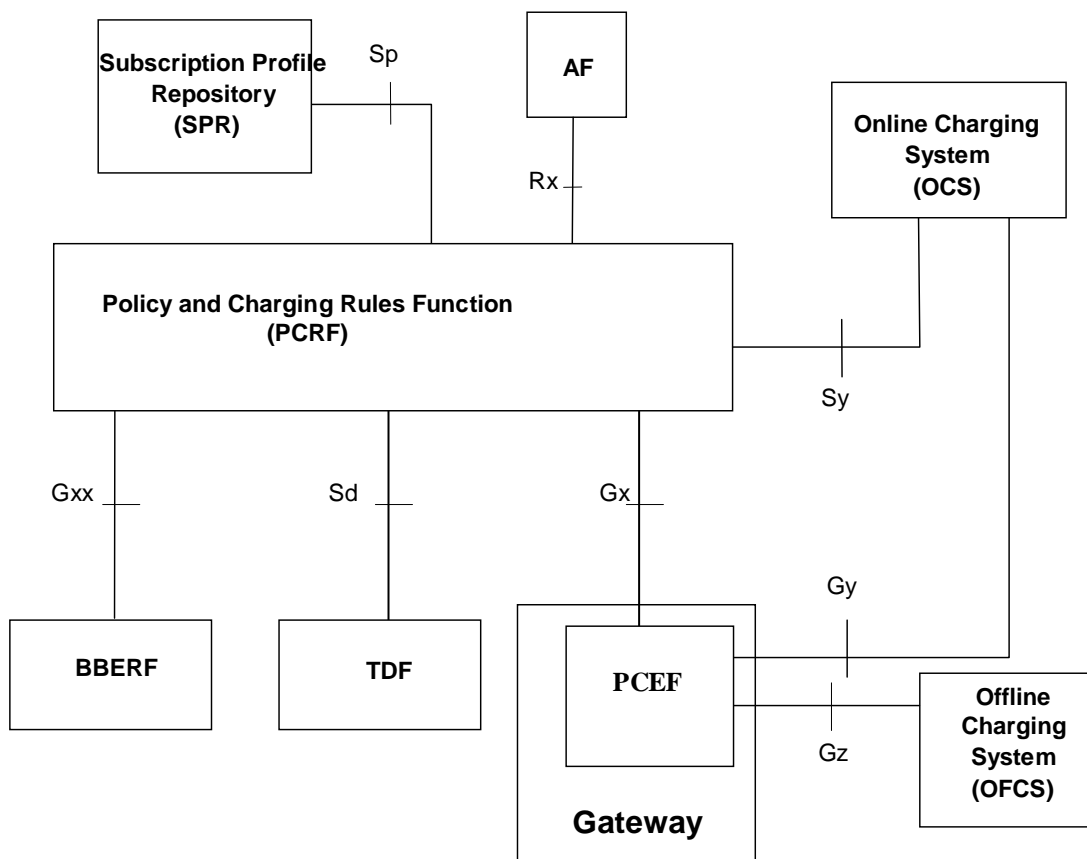 Subscription Profile
Repository
(SPR)
Sp
AF
Online Charging
System
(OCS)
Rx
Policy and Charging Rules Function
(PCRF)
Sy
Gxx
Sd
Gx
Gy
BBERF
TDF
PCEF
Offline
Charging
System
(OFCS)
Gz
Gateway